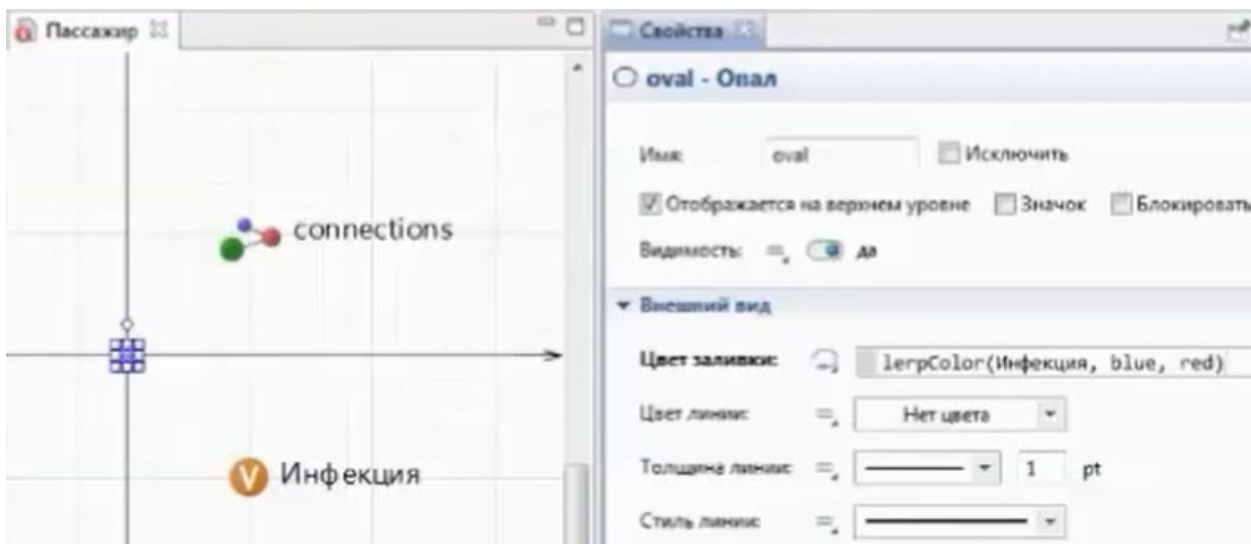 Пассажир
connections
V Инфекция
Свойства
oval - Овал
Имя: oval Исключить
Отображается на верхнем уровне Значок Блокировать
Видимость: да
Внешний вид
Цвет заливки: lerpColor(Инфекция, blue, red)
Цвет линии: Нет цвета
Толщина линии: 1 pt
Стиль линии: